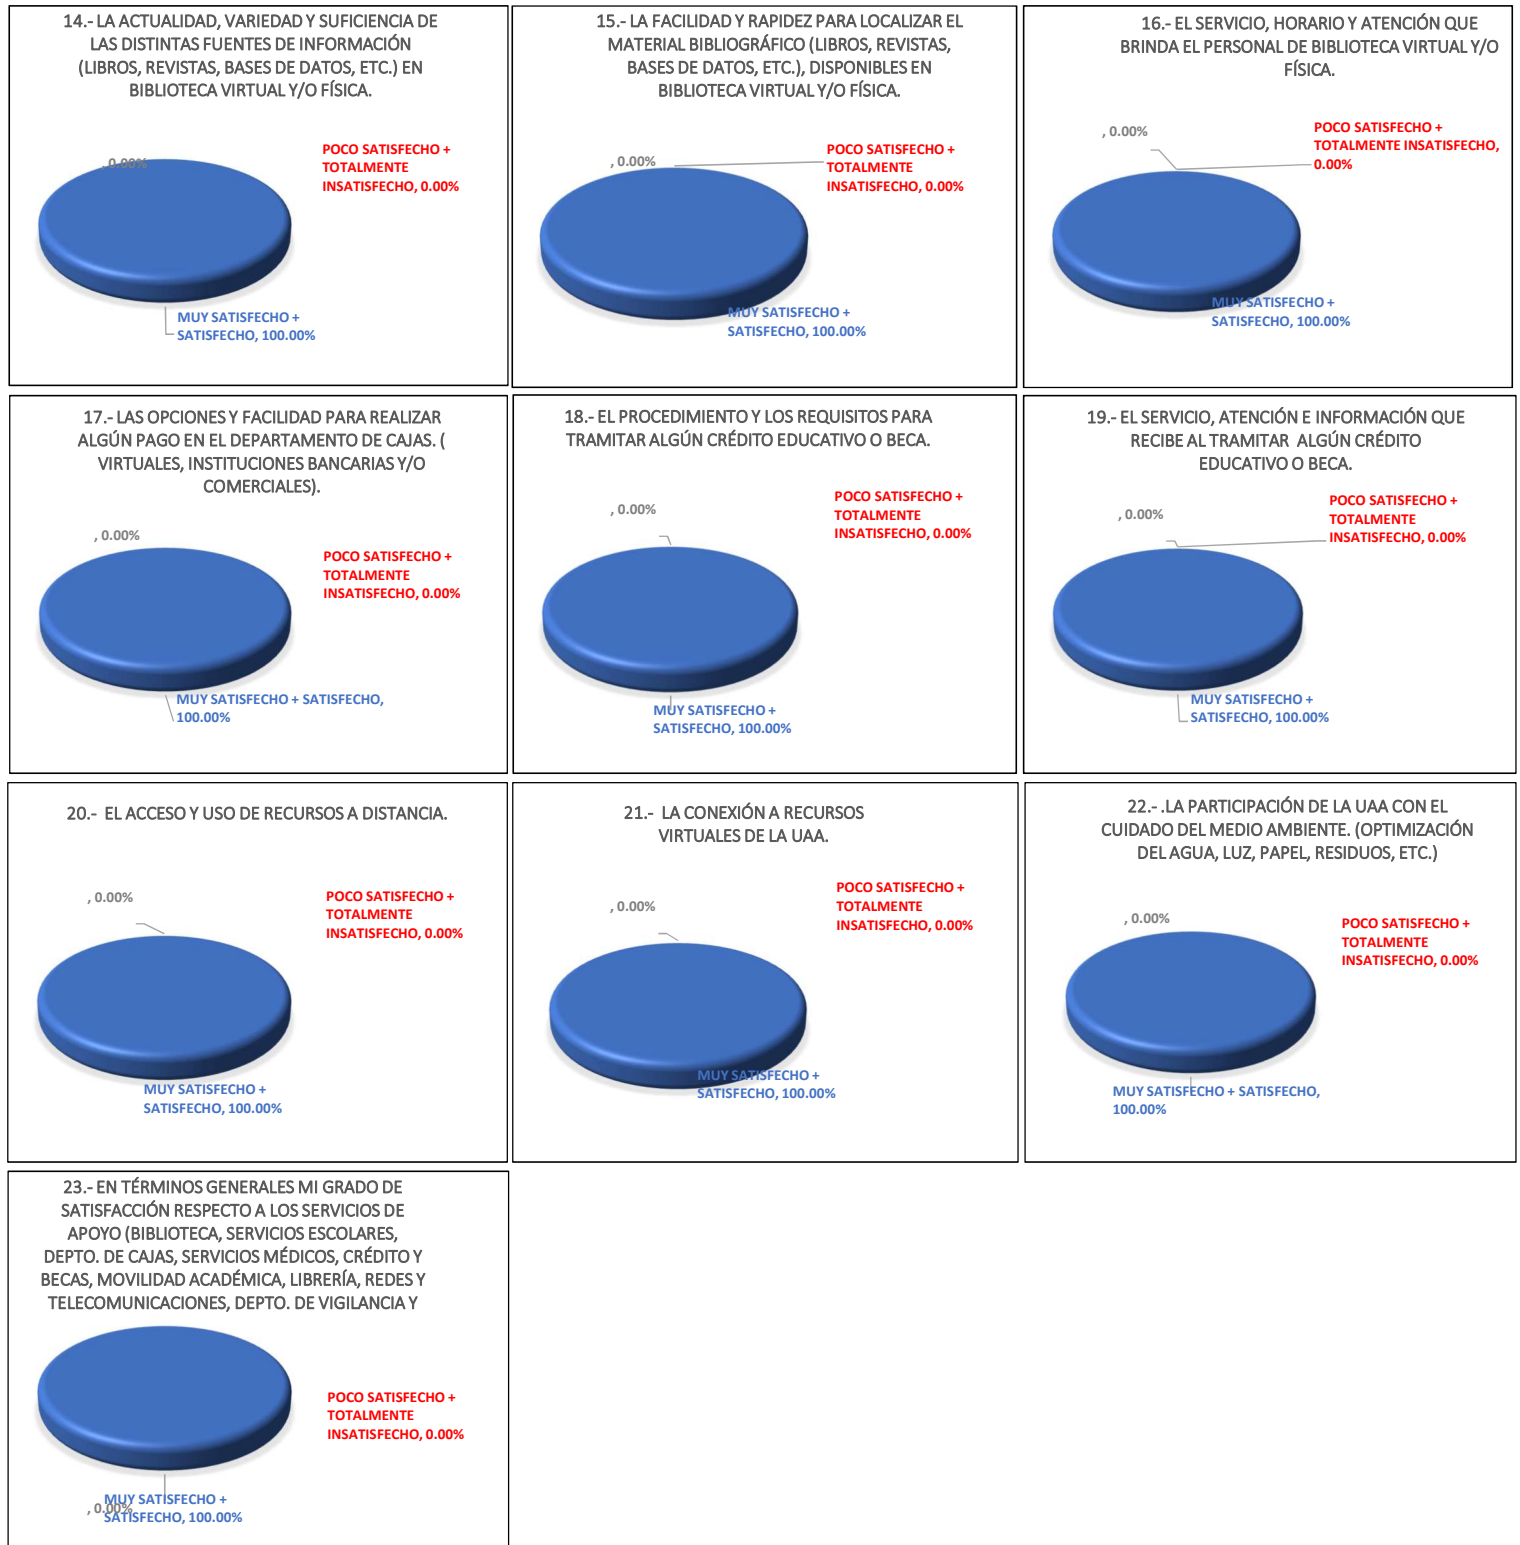 14.- LA ACTUALIDAD, VARIEDAD Y SUFICIENCIA DE
LAS DISTINTAS FUENTES DE INFORMACIÓN
(LIBROS, REVISTAS, BASES DE DATOS, ETC.) EN
BIBLIOTECA VIRTUAL Y/O FÍSICA.
, 0.00%
POCO SATISFECHO +
TOTALMENTE
INSATISFECHO, 0.00%
MUY SATISFECHO +
SATISFECHO, 100.00%
15.- LA FACILIDAD Y RAPIDEZ PARA LOCALIZAR EL
MATERIAL BIBLIOGRÁFICO (LIBROS, REVISTAS,
BASES DE DATOS, ETC.), DISPONIBLES EN
BIBLIOTECA VIRTUAL Y/O FÍSICA.
, 0.00%
POCO SATISFECHO +
TOTALMENTE
INSATISFECHO, 0.00%
MUY SATISFECHO +
SATISFECHO, 100.00%
16.- EL SERVICIO, HORARIO Y ATENCIÓN QUE
BRINDA EL PERSONAL DE BIBLIOTECA VIRTUAL Y/O
FÍSICA.
, 0.00%
POCO SATISFECHO +
TOTALMENTE INSATISFECHO,
0.00%
MUY SATISFECHO +
SATISFECHO, 100.00%
17.- LAS OPCIONES Y FACILIDAD PARA REALIZAR
ALGÚN PAGO EN EL DEPARTAMENTO DE CAJAS. (
VIRTUALES, INSTITUCIONES BANCARIAS Y/O
COMERCIALES).
, 0.00%
POCO SATISFECHO +
TOTALMENTE
INSATISFECHO, 0.00%
MUY SATISFECHO + SATISFECHO,
100.00%
18.- EL PROCEDIMIENTO Y LOS REQUISITOS PARA
TRAMITAR ALGÚN CRÉDITO EDUCATIVO O BECA.
, 0.00%
POCO SATISFECHO +
TOTALMENTE
INSATISFECHO, 0.00%
MUY SATISFECHO +
SATISFECHO, 100.00%
19.- EL SERVICIO, ATENCIÓN E INFORMACIÓN QUE
RECIBE AL TRAMITAR ALGÚN CRÉDITO
EDUCATIVO O BECA.
, 0.00%
POCO SATISFECHO +
TOTALMENTE
INSATISFECHO, 0.00%
MUY SATISFECHO +
SATISFECHO, 100.00%
20.- EL ACCESO Y USO DE RECURSOS A DISTANCIA.
, 0.00%
POCO SATISFECHO +
TOTALMENTE
INSATISFECHO, 0.00%
MUY SATISFECHO +
SATISFECHO, 100.00%
21.- LA CONEXIÓN A RECURSOS
VIRTUALES DE LA UAA.
, 0.00%
POCO SATISFECHO +
TOTALMENTE
INSATISFECHO, 0.00%
MUY SATISFECHO +
SATISFECHO, 100.00%
22.- .LA PARTICIPACIÓN DE LA UAA CON EL
CUIDADO DEL MEDIO AMBIENTE. (OPTIMIZACIÓN
DEL AGUA, LUZ, PAPEL, RESIDUOS, ETC.)
, 0.00%
POCO SATISFECHO +
TOTALMENTE
INSATISFECHO, 0.00%
MUY SATISFECHO + SATISFECHO,
100.00%
23.- EN TÉRMINOS GENERALES MI GRADO DE
SATISFACCIÓN RESPECTO A LOS SERVICIOS DE
APOYO (BIBLIOTECA, SERVICIOS ESCOLARES,
DEPTO. DE CAJAS, SERVICIOS MÉDICOS, CRÉDITO Y
BECAS, MOVILIDAD ACADÉMICA, LIBRERÍA, REDES Y
TELECOMUNICACIONES, DEPTO. DE VIGILANCIA Y
POCO SATISFECHO +
TOTALMENTE
INSATISFECHO, 0.00%
MUY SATISFECHO +
SATISFECHO, 100.00%
, 0.00%